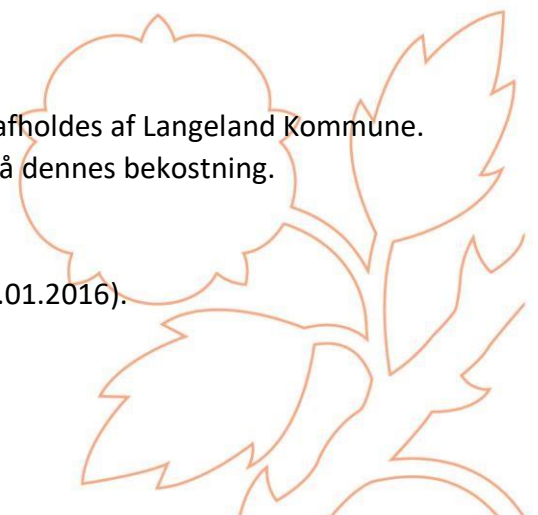 afholdes af Langeland Kommune.
å dennes bekostning.
.01.2016).